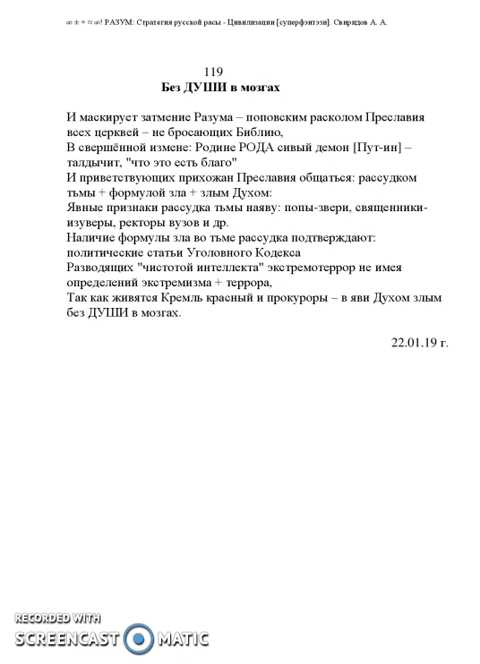 ∞ ± + ≈ ∞! РАЗУМ: Стратегия русской расы - Цивилизации [суперфэнтэзи]. Свиридов А. А.
119
Без ДУШИ в мозгах
И маскирует затмение Разума – поповским расколом Преславия
всех церквей – не бросающих Библию,
В свершённой измене: Родине РОДА сивый демон [Пут-ин] –
талдычит, "что это есть благо"
И приветствующих прихожан Преславия общаться: рассудком
тьмы + формулой зла + злым Духом:
Явные признаки рассудка тьмы наяву: попы-звери, священники-
изуверы, ректоры вузов и др.
Наличие формулы зла во тьме рассудка подтверждают:
политические статьи Уголовного Кодекса
Разводящих "чистотой интеллекта" экстремотеррор не имея
определений экстремизма + террора,
Так как живятся Кремль красный и прокуроры – в яви Духом злым
без ДУШИ в мозгах.
22.01.19 г.
RECORDED WITH
SCREENCAST MATIC